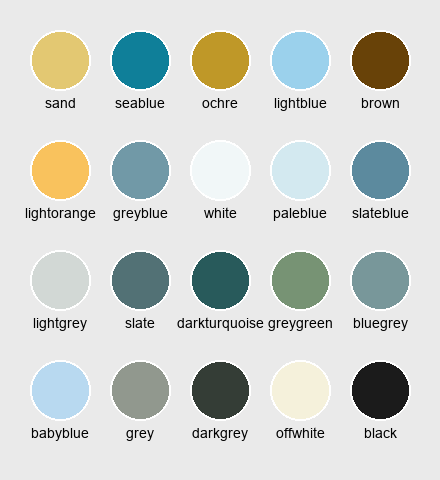 sand seablue ochre lightblue brown
lightorange greyblue white paleblue slateblue
lightgrey slate darkturquoise greygreen bluegrey
babyblue grey darkgrey offwhite black